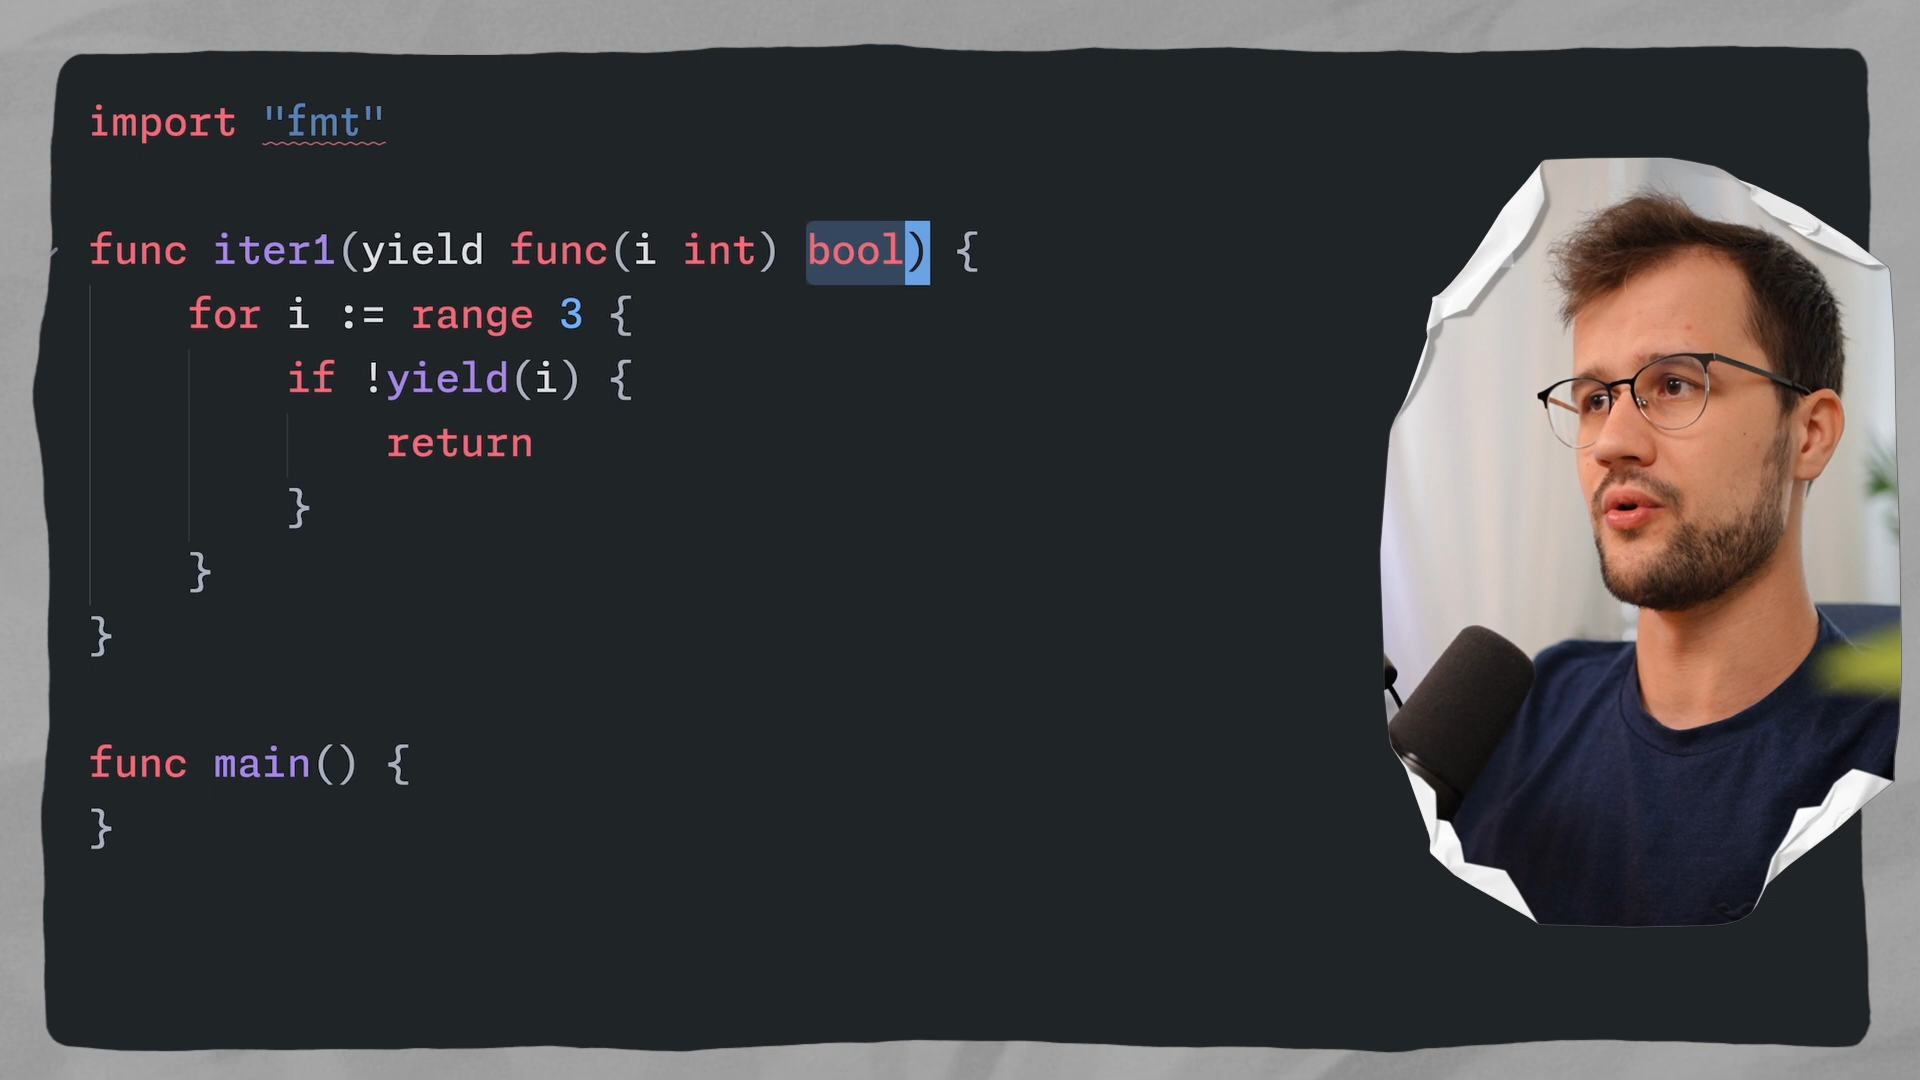 import "fmt"
func iter1(yield func(i int) bool) {
for i := range 3 {
if !yield(i) {
return
}
}
}
func main() {
}